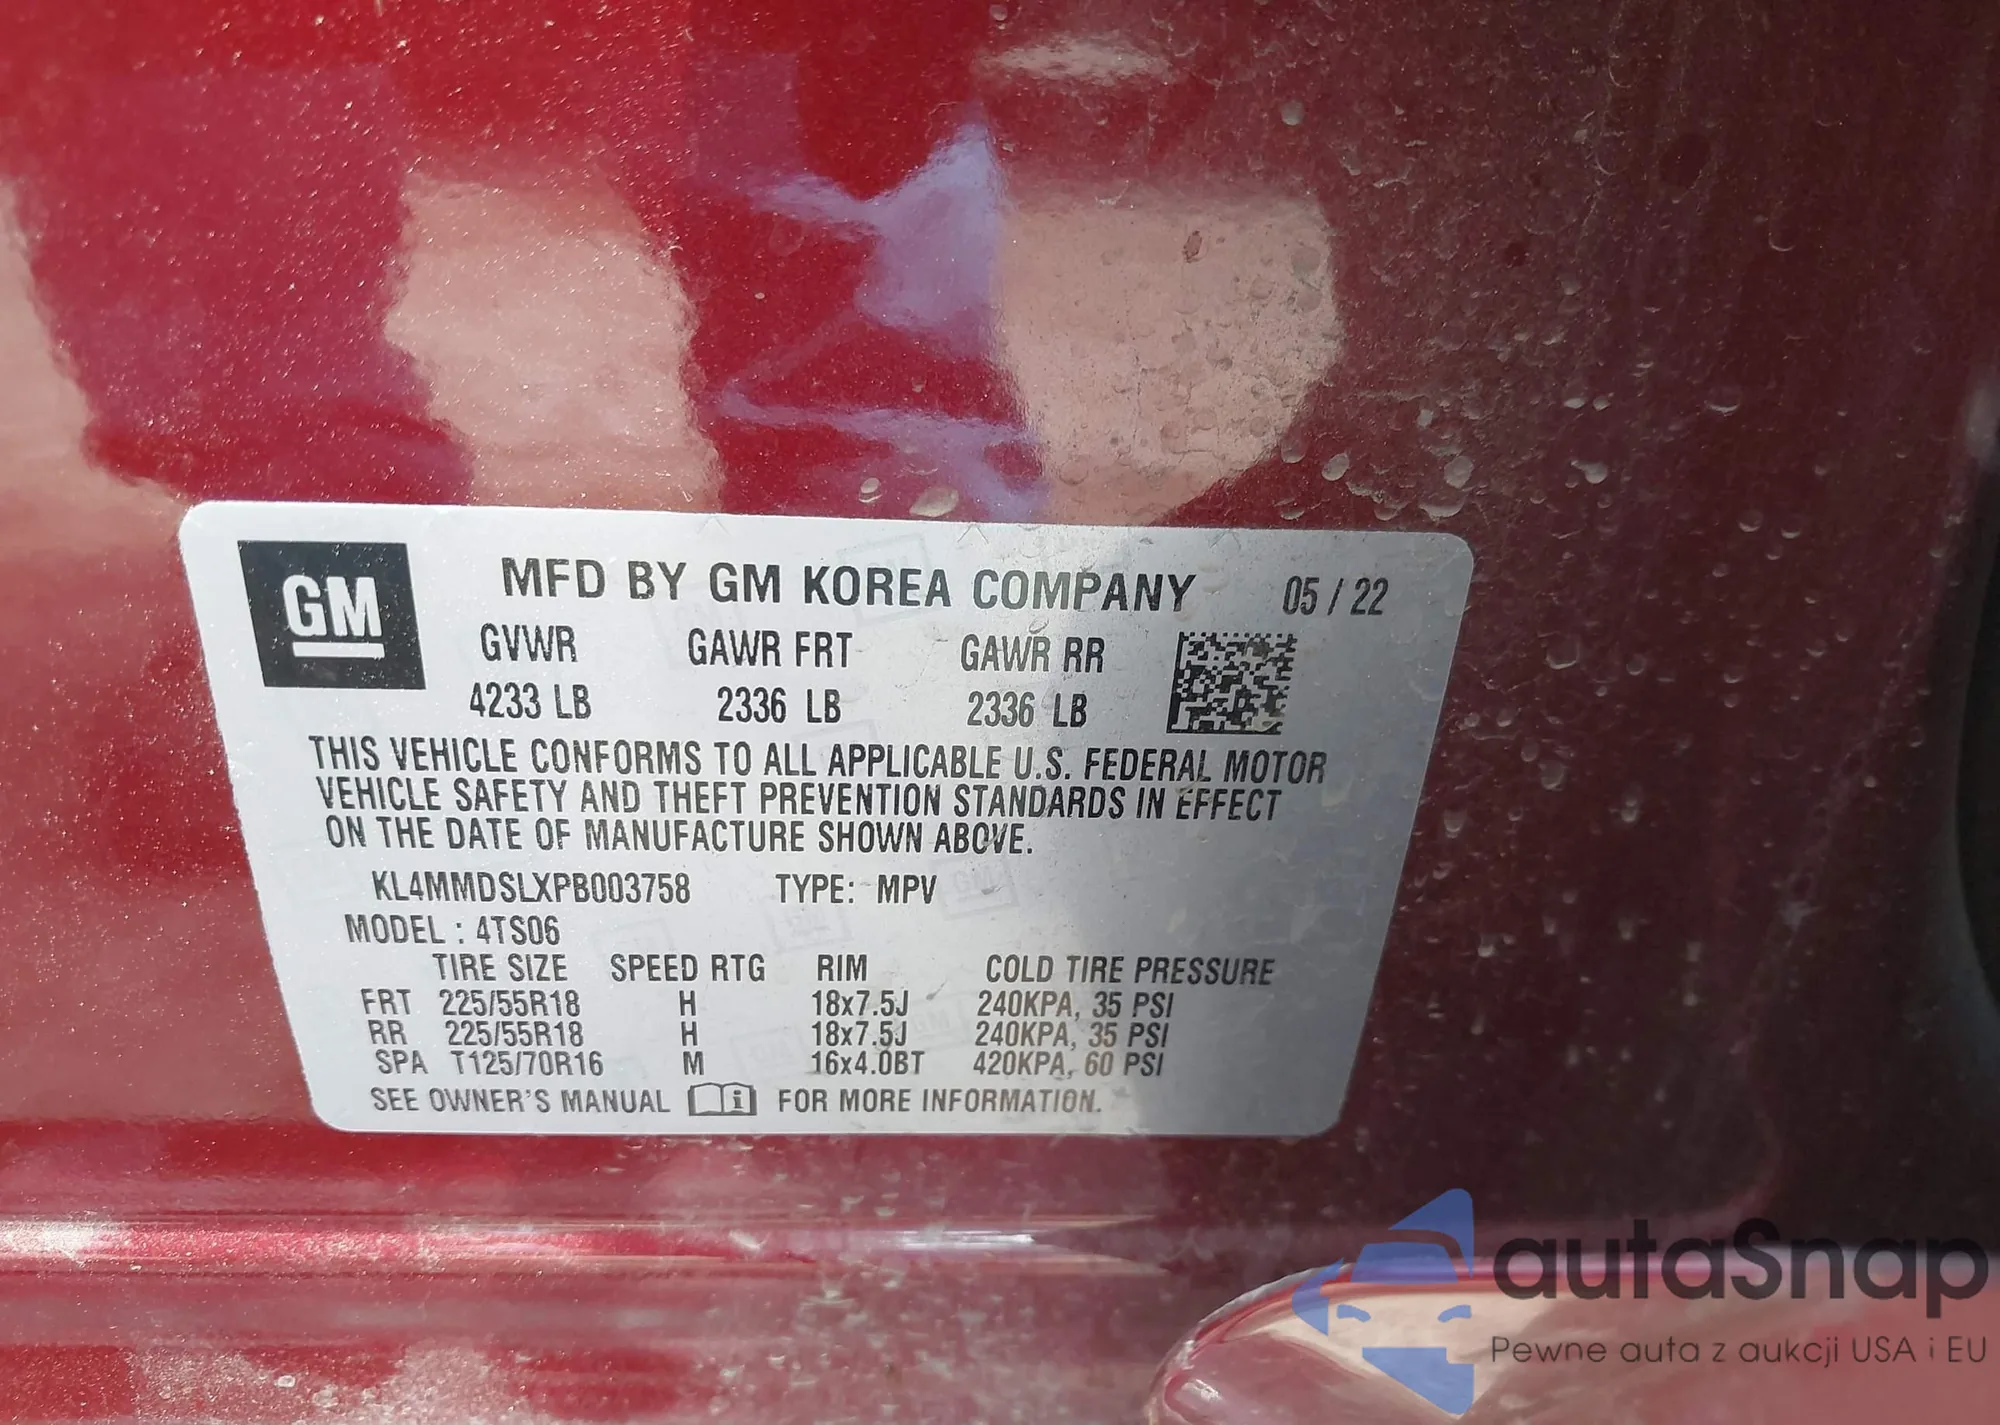 GM
MFD BY GM KOREA COMPANY 05 / 22
GVWR GAWR FRT GAWR RR
4233 LB 2336 LB 2336 LB
THIS VEHICLE CONFORMS TO ALL APPLICABLE U.S. FEDERAL MOTOR
VEHICLE SAFETY AND THEFT PREVENTION STANDARDS IN EFFECT
ON THE DATE OF MANUFACTURE SHOWN ABOVE.
KL4MMDSLXPB003758 TYPE: MPV
MODEL : 4TS06
TIRE SIZE SPEED RTG RIM COLD TIRE PRESSURE
FRT 225/55R18 H 18x7.5J 240KPA, 35 PSI
RR 225/55R18 H 18x7.5J 240KPA, 35 PSI
SPA T125/70R16 M 16x4.0BT 420KPA, 60 PSI
SEE OWNER'S MANUAL i FOR MORE INFORMATION.
autaSnap
Pewne auta z aukcji USA i EU